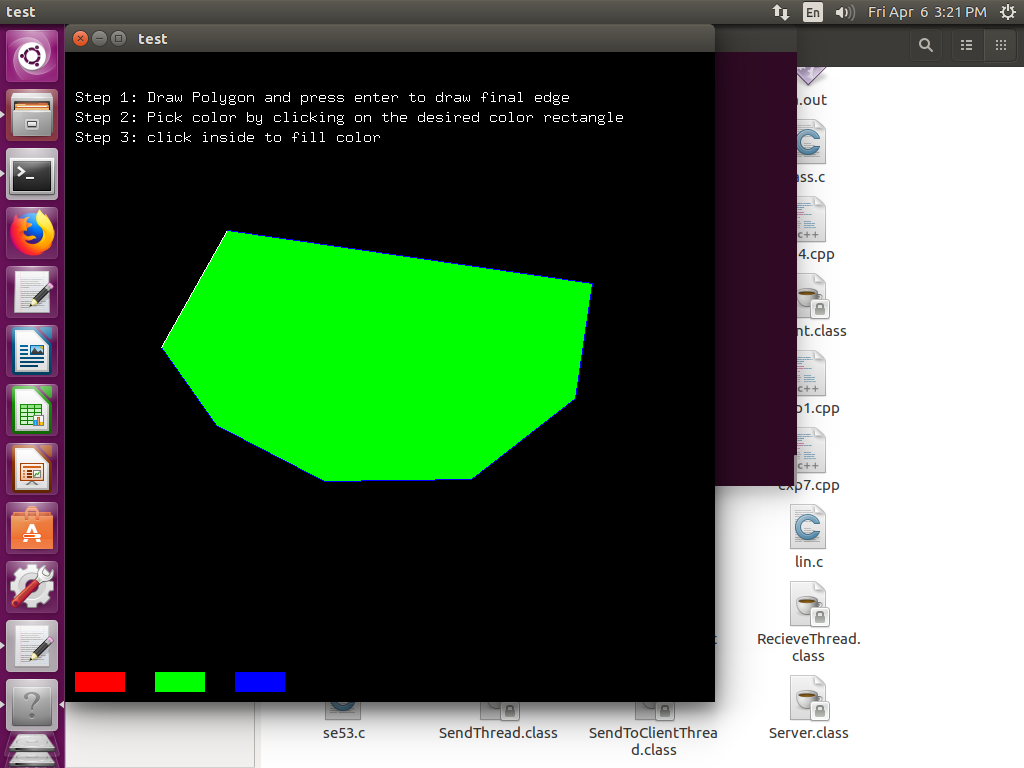 test
En
Fri Apr 6 3:21 PM
test
Step 1: Draw Polygon and press enter to draw final edge
Step 2: Pick color by clicking on the desired color rectangle
Step 3: click inside to fill color
.out
ss.c
c++
4.cpp
nt.class
c++
p1.cpp
c++
exp7.cpp
lin.c
RecieveThread.
class
se53.c
SendThread.class
SendToClientThrea
d.class
Server.class